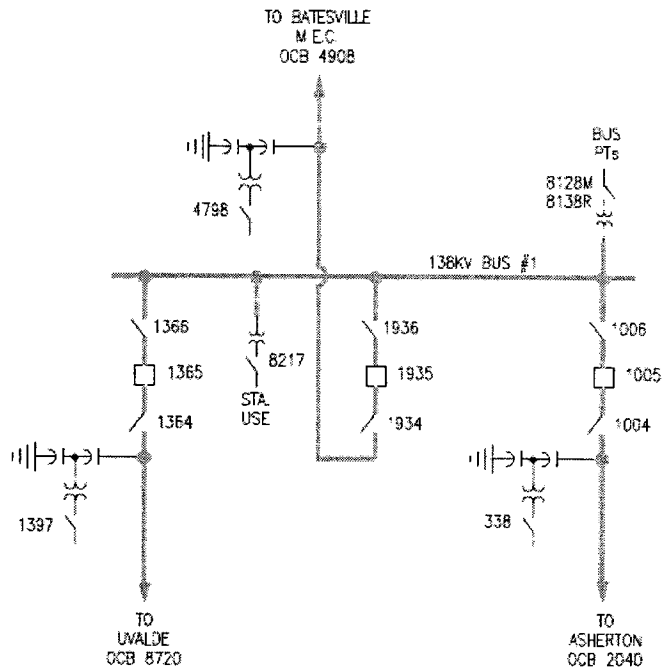 TO BATESVILLE
M.E.C.
OCB 4908
BUS
PTs
8128M
8138R
4798
138KV BUS #1
1366
1936
1006
8217
1365
1935
1005
STA.
USE
1364
1934
1004
1397
338
TO
UVALDE
OCB 8720
TO
ASHERTON
OCB 2040